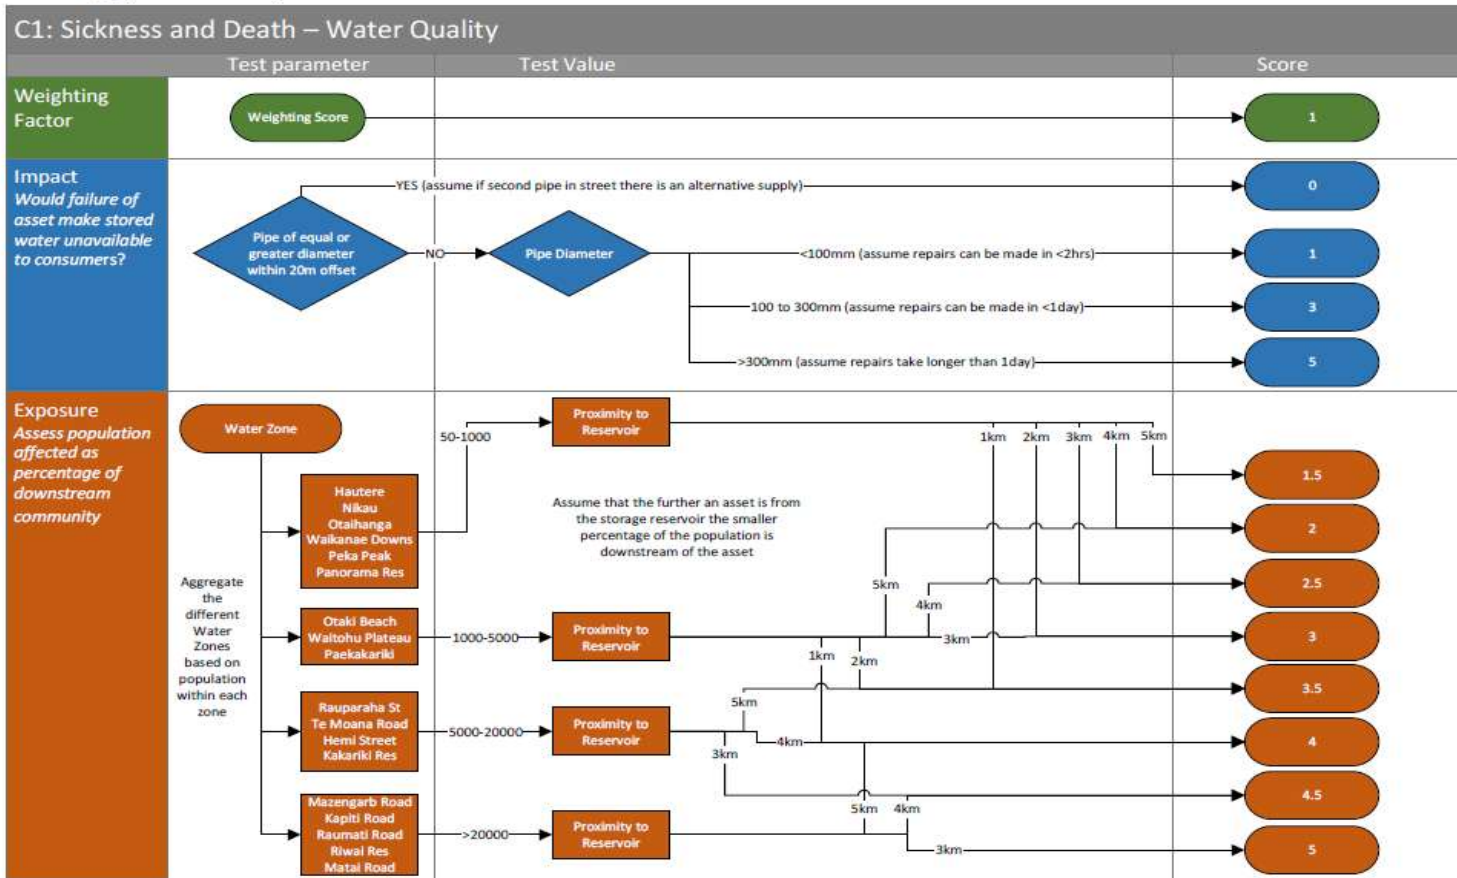 C1: Sickness and Death – Water Quality
Test parameter
Test Value
Score
Weighting
Factor
Weighting Score
1
Impact
Would failure of
asset make stored
water unavailable
to consumers?
YES (assume if second pipe in street there is an alternative supply)
0
Pipe of equal or
greater diameter
within 20m offset
NO
Pipe Diameter
<100mm (assume repairs can be made in <2hrs)
1
100 to 300mm (assume repairs can be made in <1day)
3
>300mm (assume repairs take longer than 1day)
5
Exposure
Assess population
affected as
percentage of
downstream
community
Water Zone
Aggregate
the
different
Water
Zones
based on
population
within each
zone
Hautere
Nikau
Otaihanga
Waikanae Downs
Peka Peak
Panorama Res
50-1000
Proximity to
Reservoir
1km
2km
3km
4km
5km
1.5
Assume that the further an asset is from
the storage reservoir the smaller
percentage of the population is
downstream of the asset
2
5km
2.5
4km
Otaki Beach
Waitohu Plateau
Paekakariki
1000-5000
Proximity to
Reservoir
3km
3
1km
2km
3.5
Rauparaha St
Te Moana Road
Hemi Street
Kakariki Res
5000-20000
Proximity to
Reservoir
5km
4km
4
3km
4.5
Mazengarb Road
Kapiti Road
Raumati Road
Riwai Res
Matai Road
>20000
Proximity to
Reservoir
5km
4km
3km
5